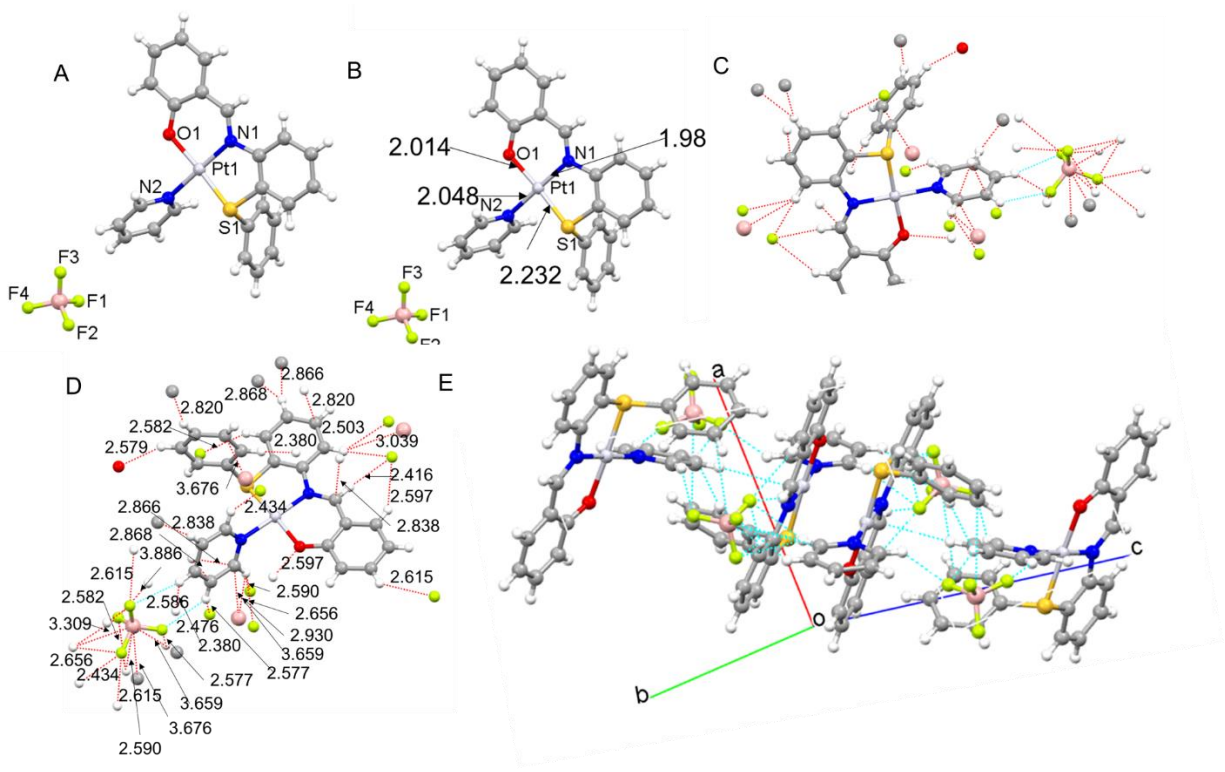 A
O1
N1
N2
Pt1
S1
F3
F4
F1
F2
B
2.014
O1
N1
1.98
2.048
Pt1
N2
S1
2.232
F3
F4
F1
C
D
2.866
2.868
2.820
2.820
2.503
2.582
2.380
3.039
2.579
2.416
3.676
2.597
2.866
2.434
2.838
2.838
2.868
3.886
2.597
2.615
2.615
2.590
2.582
2.586
2.656
3.309
2.476
2.930
2.380
3.659
2.656
2.577
2.434
2.577
2.615
3.659
3.676
2.590
E
a
o
c
b